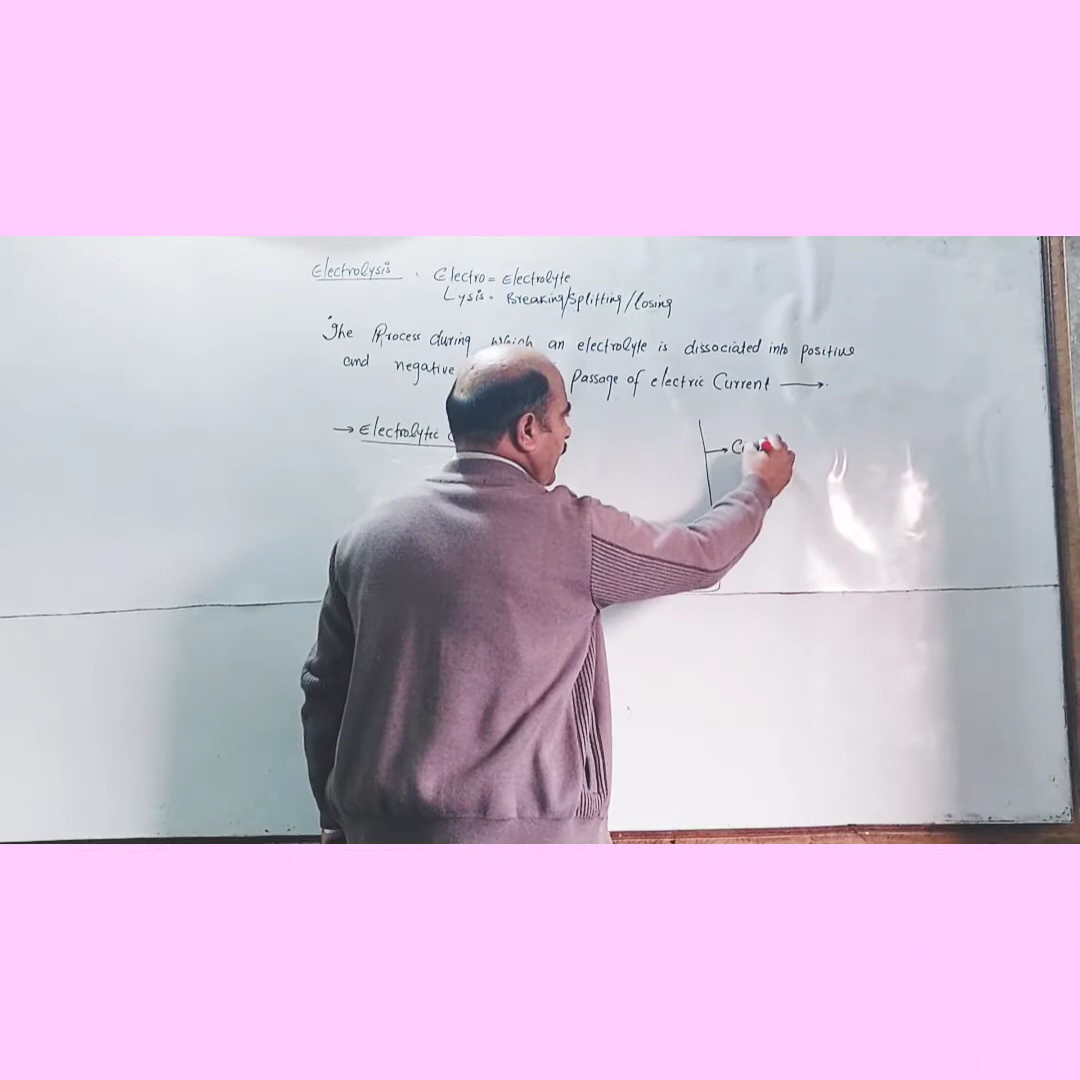 Electrolysis . Electro = Electrolyte
Lysis = Breaking/Splitting/losing
The Process during which an electrolyte is dissociated into positive
and negative Passage of electric Current →.
→ Electrolytic
→